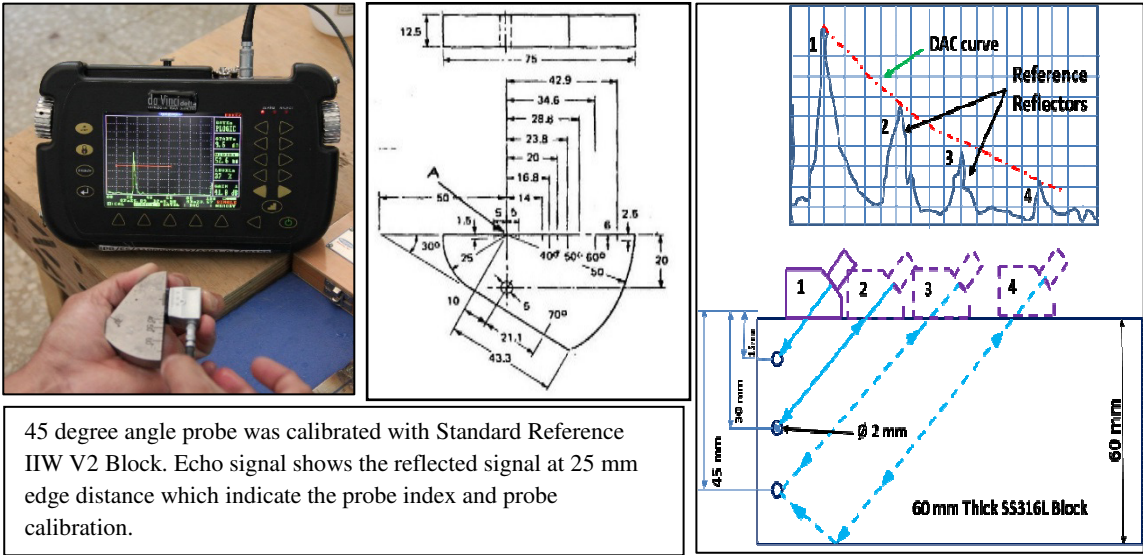 da Vinci
12.5
75
42.9
34.6
28.8
23.8
20
16.8
A
50
14
1.5
5 5
2.5
30°
25
40°
50°
60°
6
50
20
10
5
70°
21.1
43.3
45 degree angle probe was calibrated with Standard Reference
IIW V2 Block. Echo signal shows the reflected signal at 25 mm
edge distance which indicate the probe index and probe
calibration.
1
DAC curve
Reference
Reflectors
2
3
4
1 2 3 4
30 mm
Ø 2 mm
45 mm
60 mm
60 mm Thick SS316L Block